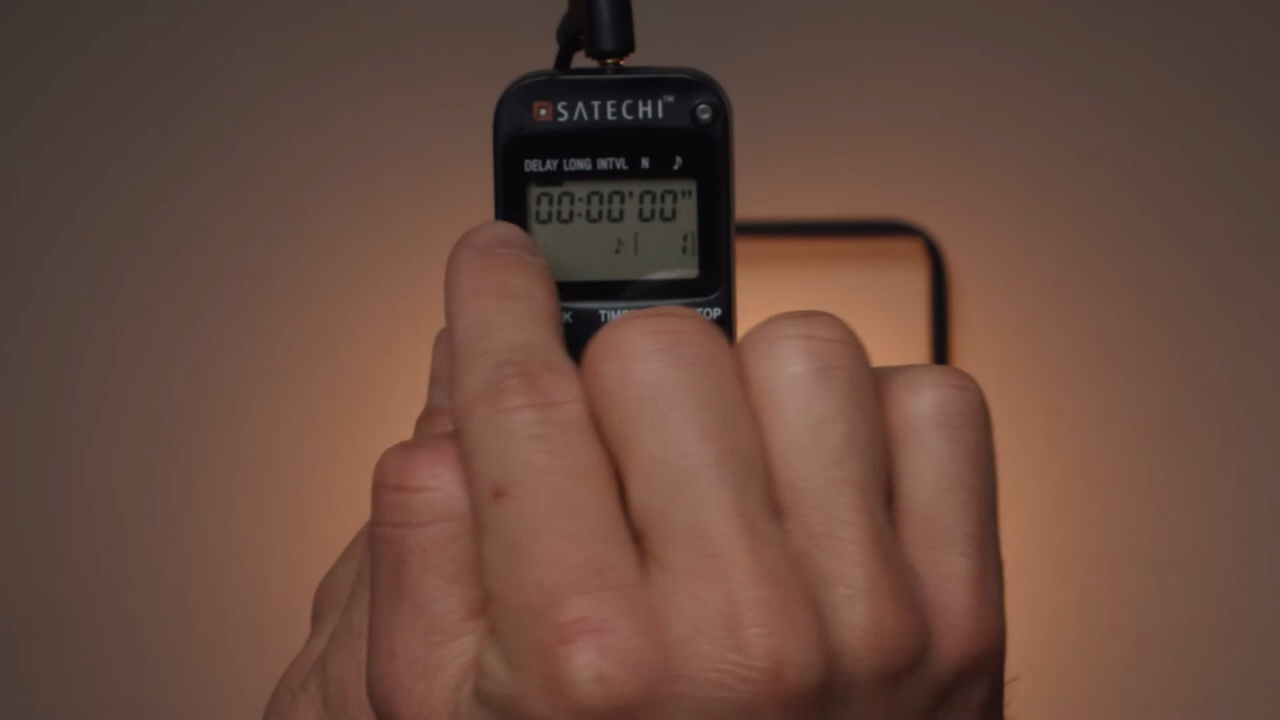 SATECHI™
DELAY LONG INTVL N ♪
00:00'00"
♪